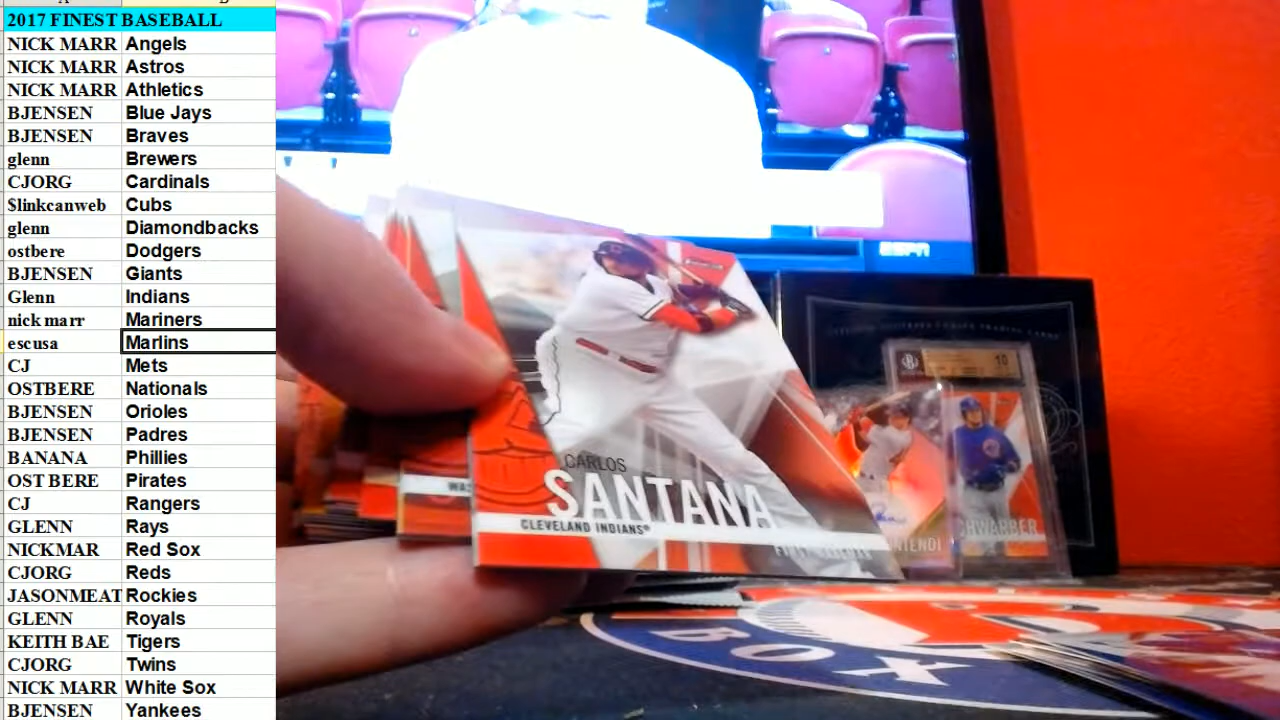 2017 FINEST BASEBALL
NICK MARR Angels
NICK MARR Astros
NICK MARR Athletics
BJENSEN Blue Jays
BJENSEN Braves
glenn Brewers
CJORG Cardinals
$linkcanweb Cubs
glenn Diamondbacks
ostbere Dodgers
BJENSEN Giants
Glenn Indians
nick marr Mariners
escusa Marlins
CJ Mets
OSTBERE Nationals
BJENSEN Orioles
BJENSEN Padres
BANANA Phillies
OST BERE Pirates
CJ Rangers
GLENN Rays
NICKMAR Red Sox
CJORG Reds
JASONMEAT Rockies
GLENN Royals
KEITH BAE Tigers
CJORG Twins
NICK MARR White Sox
BJENSEN Yankees
ESPN
10
CARLOS
SANTANA
CLEVELAND INDIANS®
WAS
HWARBER
NTENDI
BOX